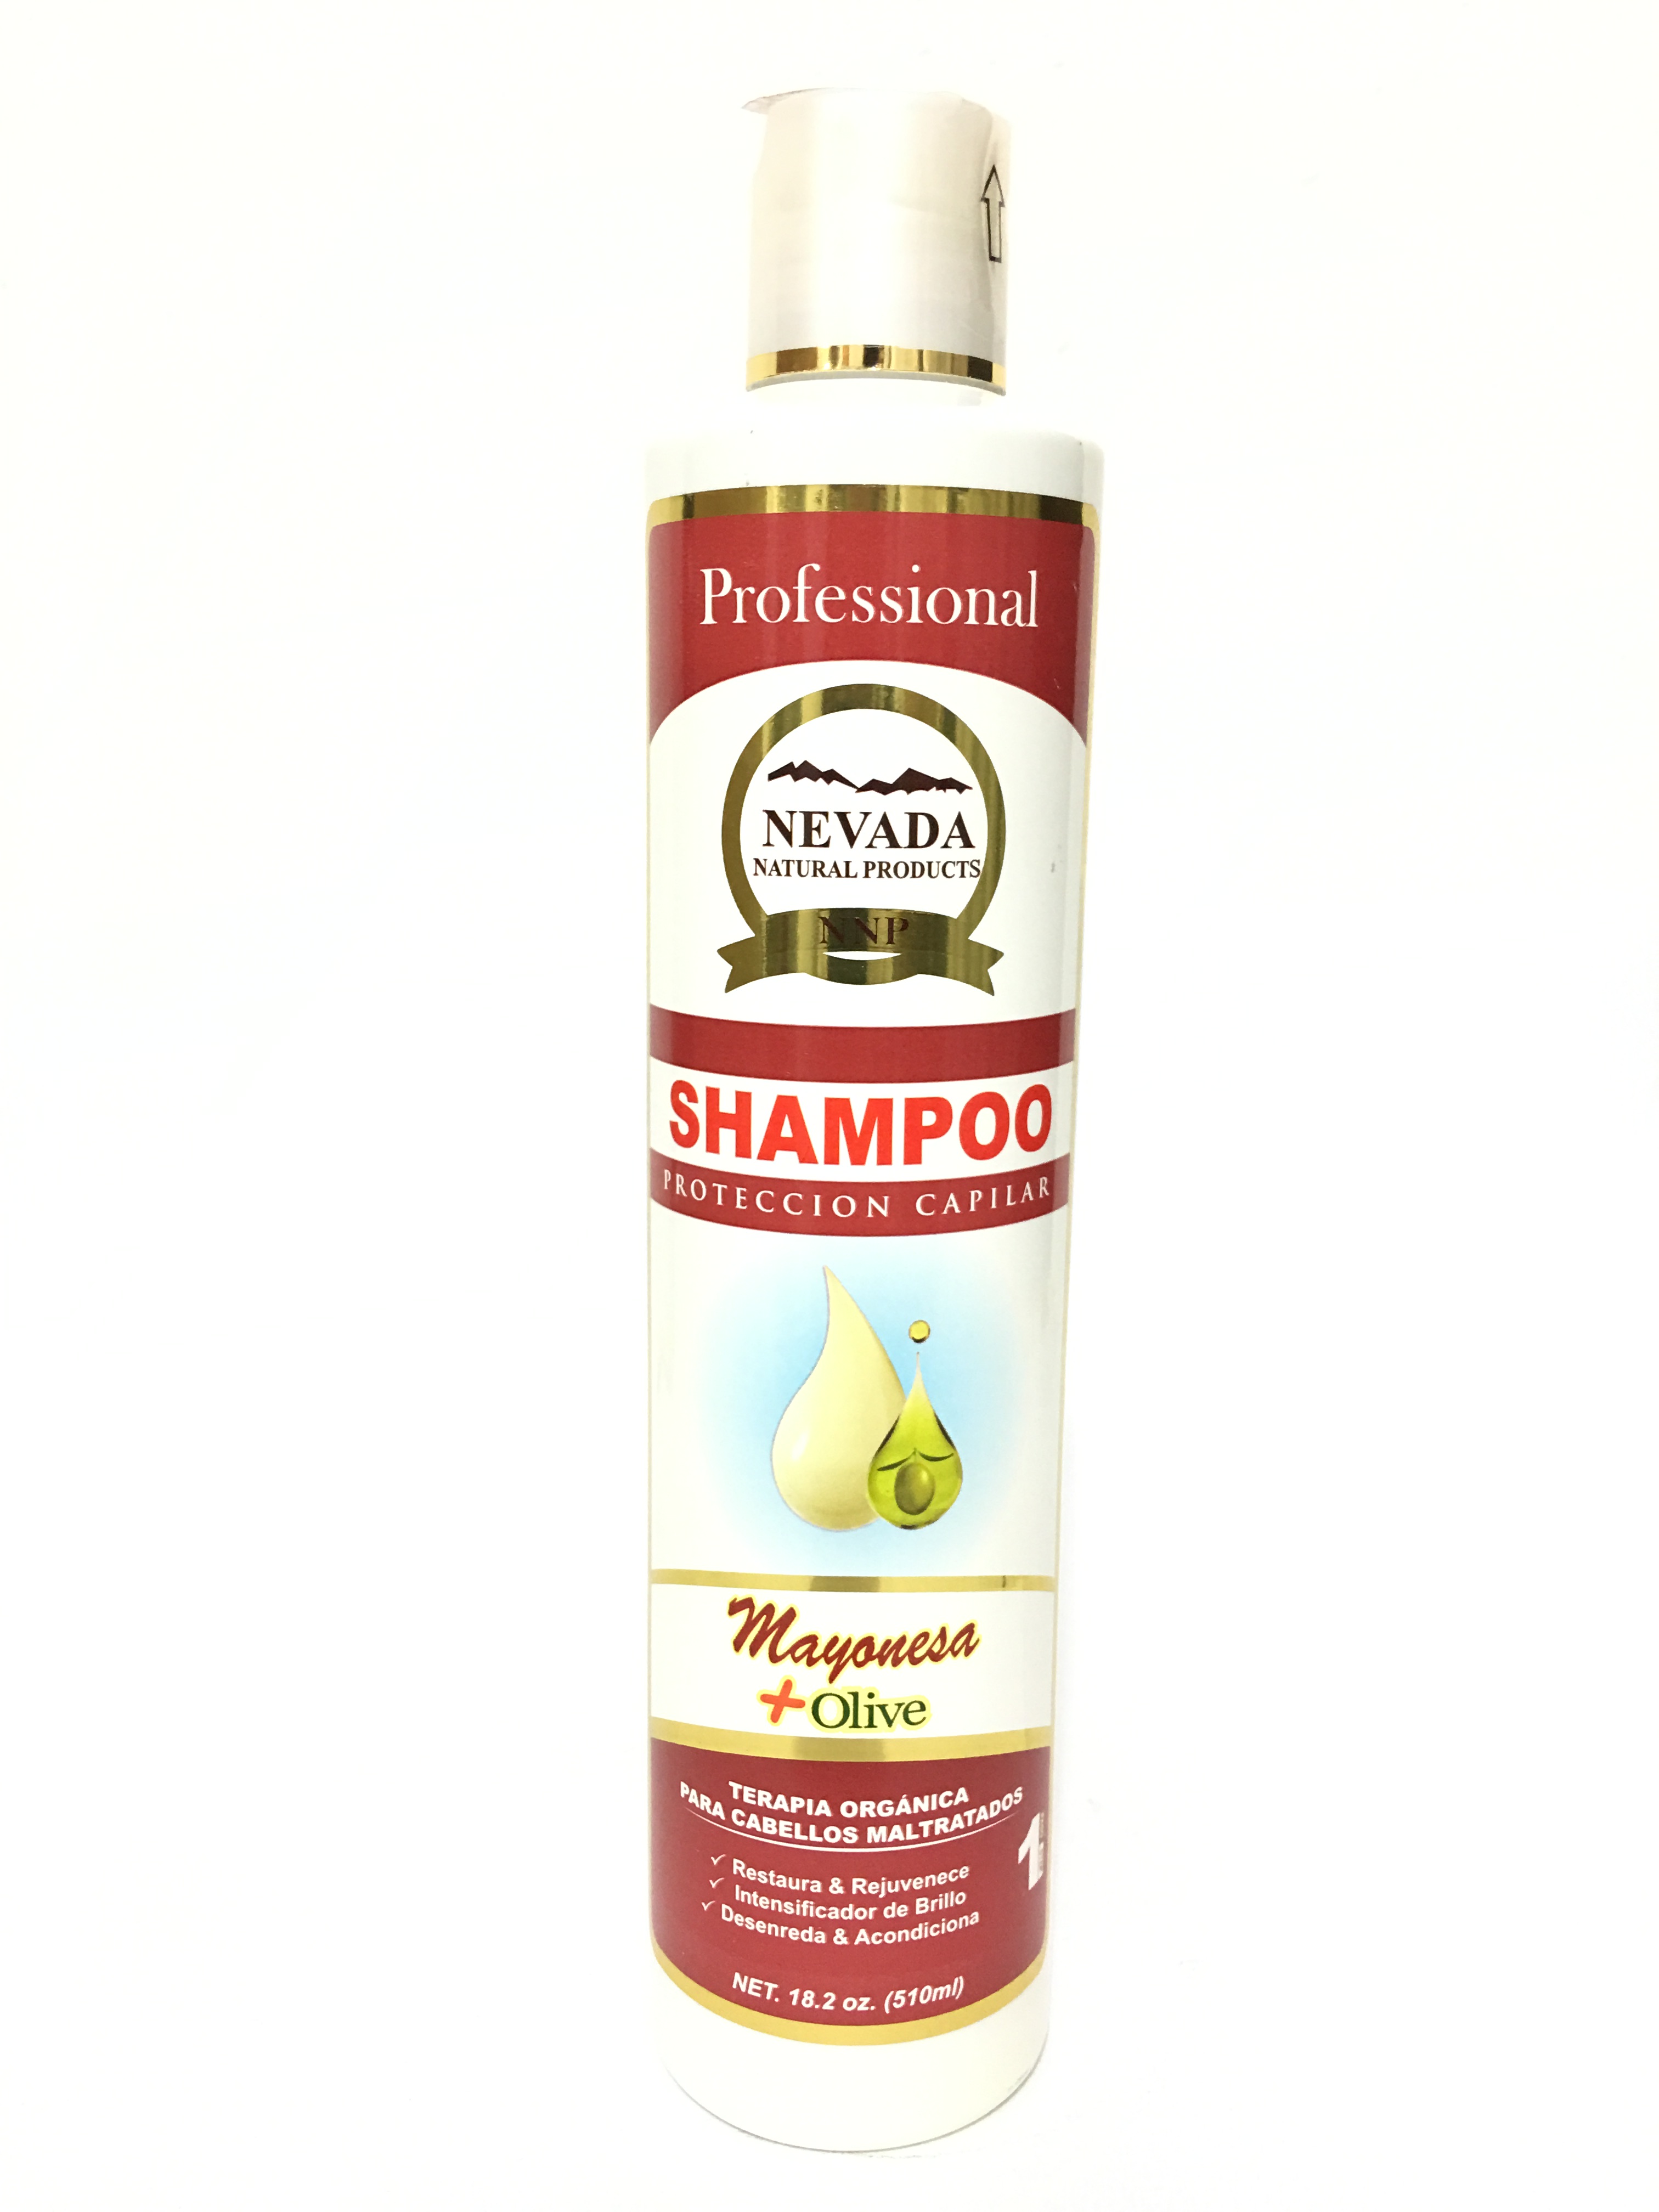 Professional
NEVADA
NATURAL PRODUCTS
NNP
SHAMPOO
PROTECCION CAPILAR
Mayonesa
+Olive
TERAPIA ORGÁNICA
PARA CABELLOS MALTRATADOS
Restaura & Rejuvenece
Intensificador de Brillo
Desenreda & Acondiciona
1
NET. 18.2 oz. (510ml)